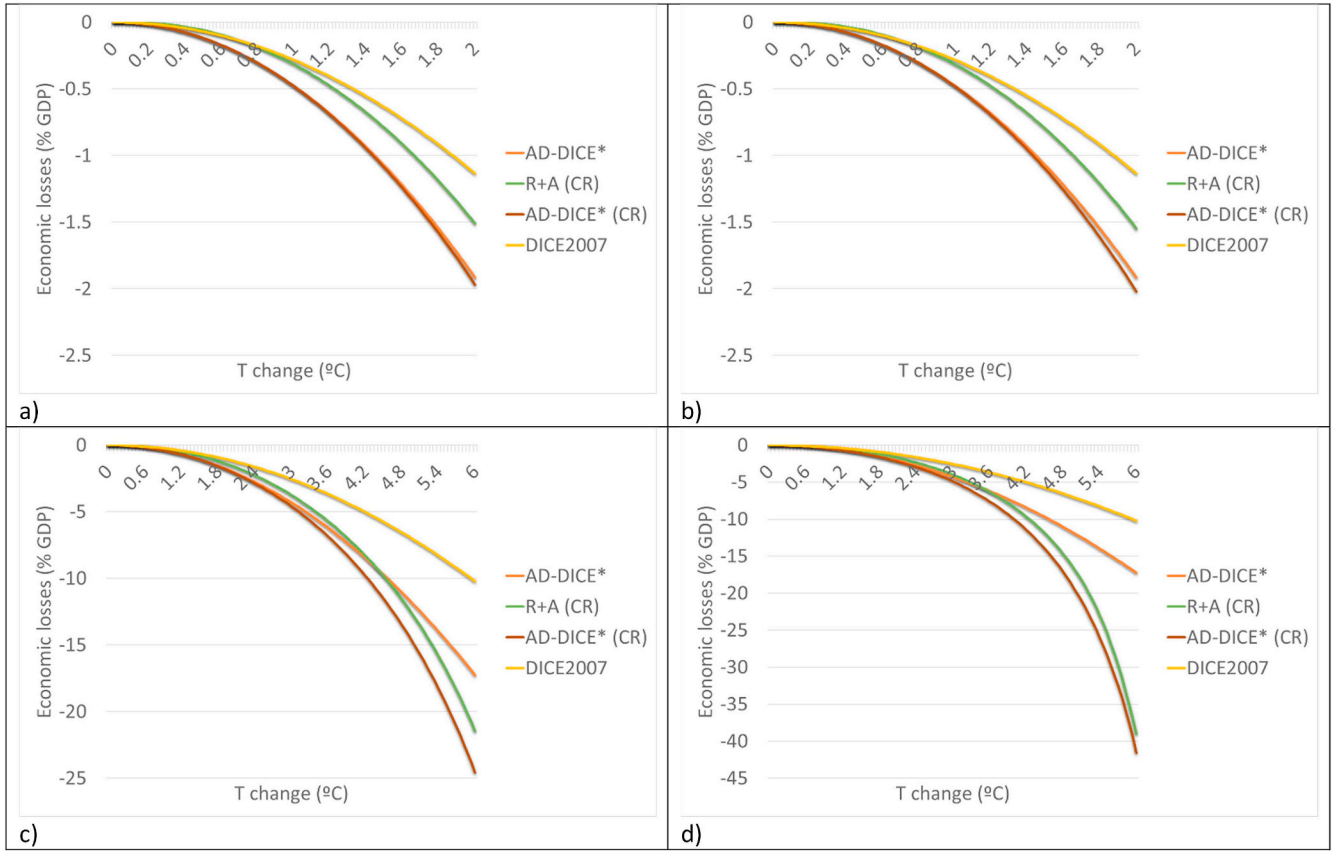 0
-0.5
-1
-1.5
-2
-2.5
0 0.2 0.4 0.6 0.8 1 1.2 1.4 1.6 1.8 2
Economic losses (% GDP)
T change (ºC)
AD-DICE*
R+A (CR)
AD-DICE* (CR)
DICE2007
a)
0
-0.5
-1
-1.5
-2
-2.5
0 0.2 0.4 0.6 0.8 1 1.2 1.4 1.6 1.8 2
Economic losses (% GDP)
T change (ºC)
AD-DICE*
R+A (CR)
AD-DICE* (CR)
DICE2007
b)
0
-5
-10
-15
-20
-25
0 0.6 1.2 1.8 2.4 3 3.6 4.2 4.8 5.4 6
Economic losses (% GDP)
T change (ºC)
AD-DICE*
R+A (CR)
AD-DICE* (CR)
DICE2007
c)
0
-5
-10
-15
-20
-25
-30
-35
-40
-45
0 0.6 1.2 1.8 2.4 3 3.6 4.2 4.8 5.4 6
Economic losses (% GDP)
T change (ºC)
AD-DICE*
R+A (CR)
AD-DICE* (CR)
DICE2007
d)